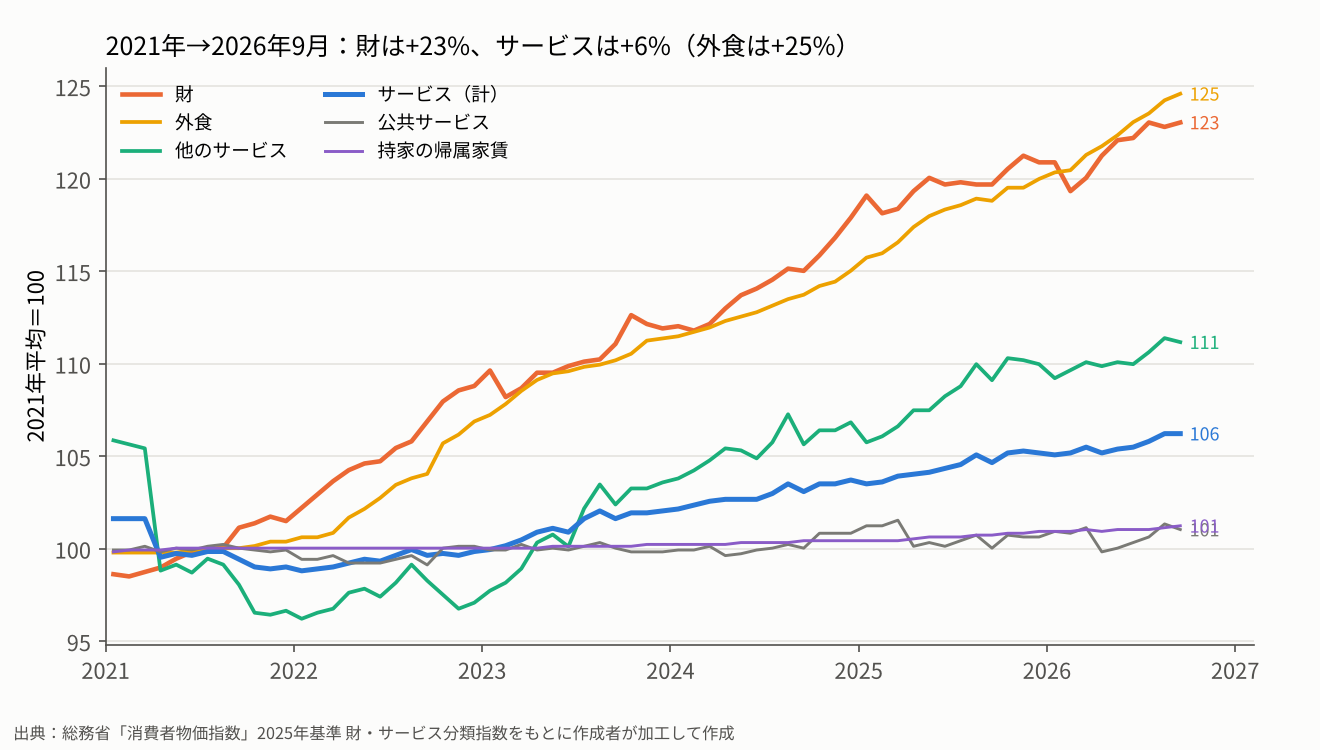 2021年→2026年9月：財は+23%、サービスは+6%（外食は+25%）
財
外食
他のサービス
サービス（計）
公共サービス
持家の帰属家賃
2021年平均＝100
125
120
115
110
105
100
95
125
123
111
106
101
101
2021
2022
2023
2024
2025
2026
2027
出典：総務省「消費者物価指数」2025年基準 財・サービス分類指数をもとに作成者が加工して作成